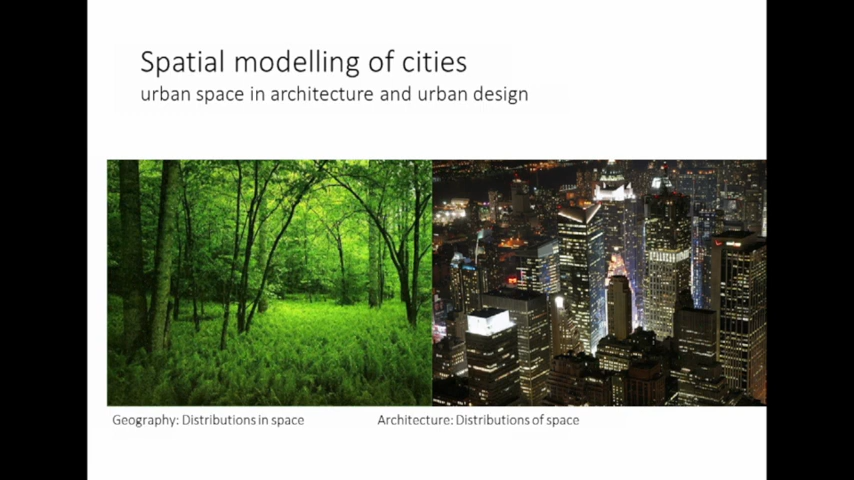 Spatial modelling of cities
urban space in architecture and urban design
Geography: Distributions in space
Architecture: Distributions of space